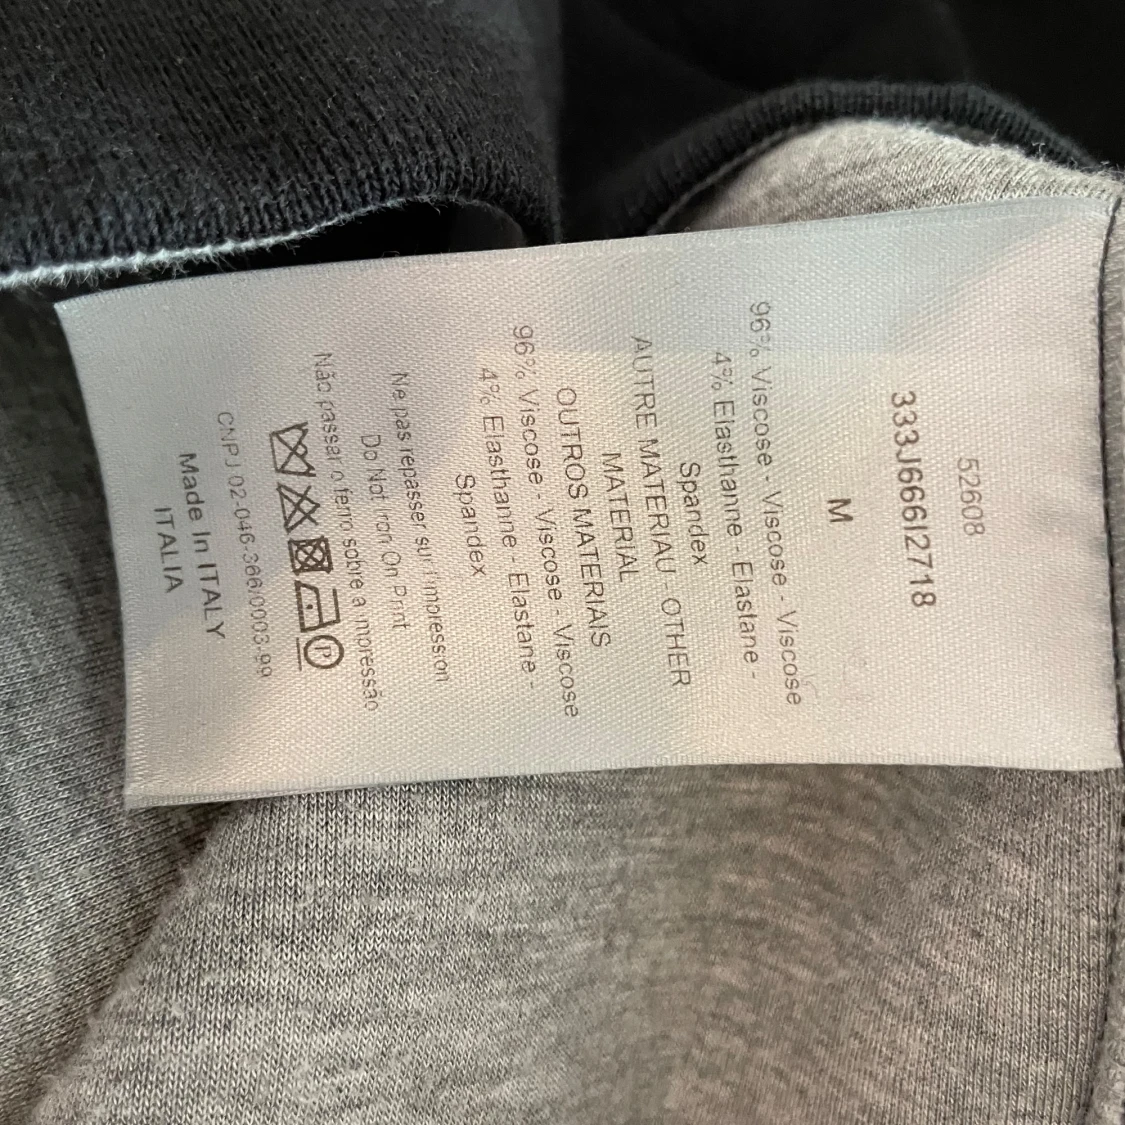 52608
333J666I2718
M
96% Viscose - Viscose - Viscose
4% Elasthanne - Elastane -
Spandex
AUTRE MATERIAU - OTHER
MATERIAL
OUTROS MATERIAIS
96% Viscose - Viscose - Viscose
4% Elasthanne - Elastane -
Spandex
Ne pas repasser sur l'impression
Do Not Iron On Print
Não passar o ferro sobre a impressão
P
CNPJ 02-046-366/0003-99
Made In ITALY
ITALIA